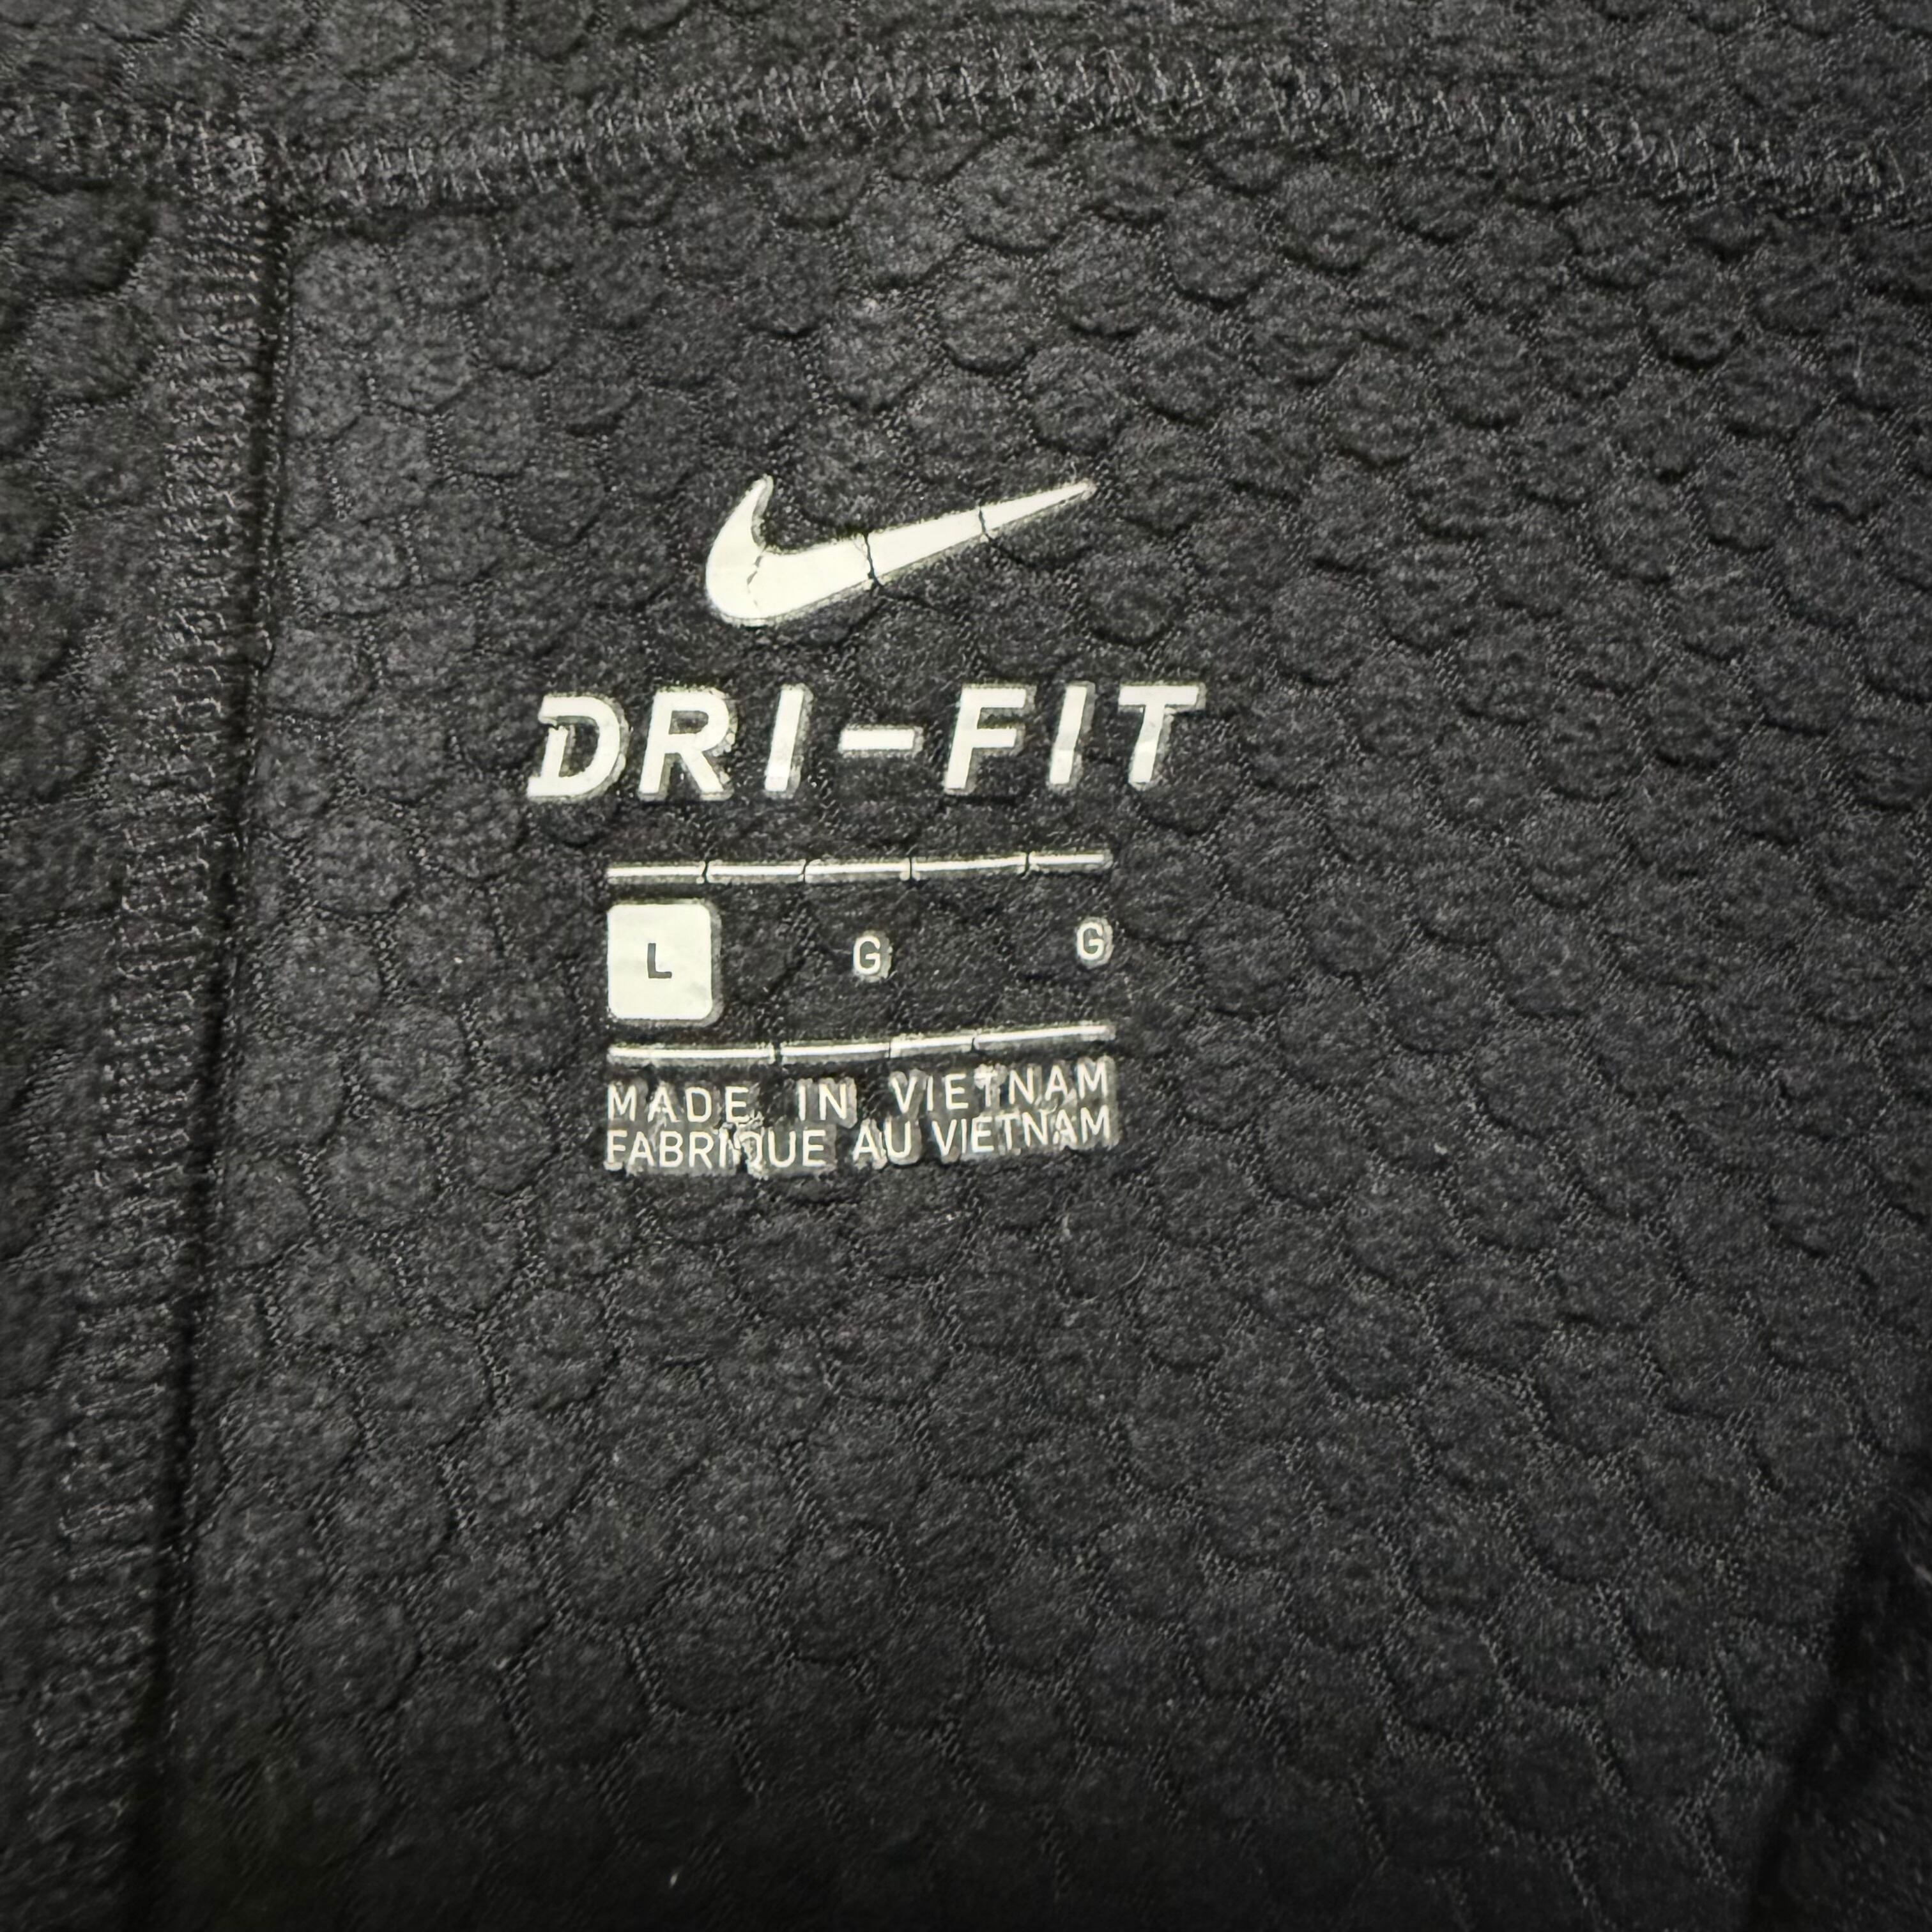 DRI-FIT
L G G
MADE IN VIETNAM
FABRIQUE AU VIETNAM